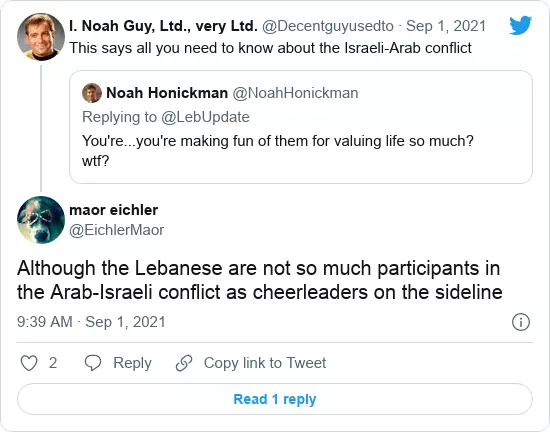 I. Noah Guy, Ltd., very Ltd. @Decentguyusedto · Sep 1, 2021
This says all you need to know about the Israeli-Arab conflict
Noah Honickman @NoahHonickman
Replying to @LebUpdate
You're...you're making fun of them for valuing life so much?
wtf?
maor eichler
@EichlerMaor
Although the Lebanese are not so much participants in
the Arab-Israeli conflict as cheerleaders on the sideline
9:39 AM · Sep 1, 2021
2 Reply Copy link to Tweet
Read 1 reply